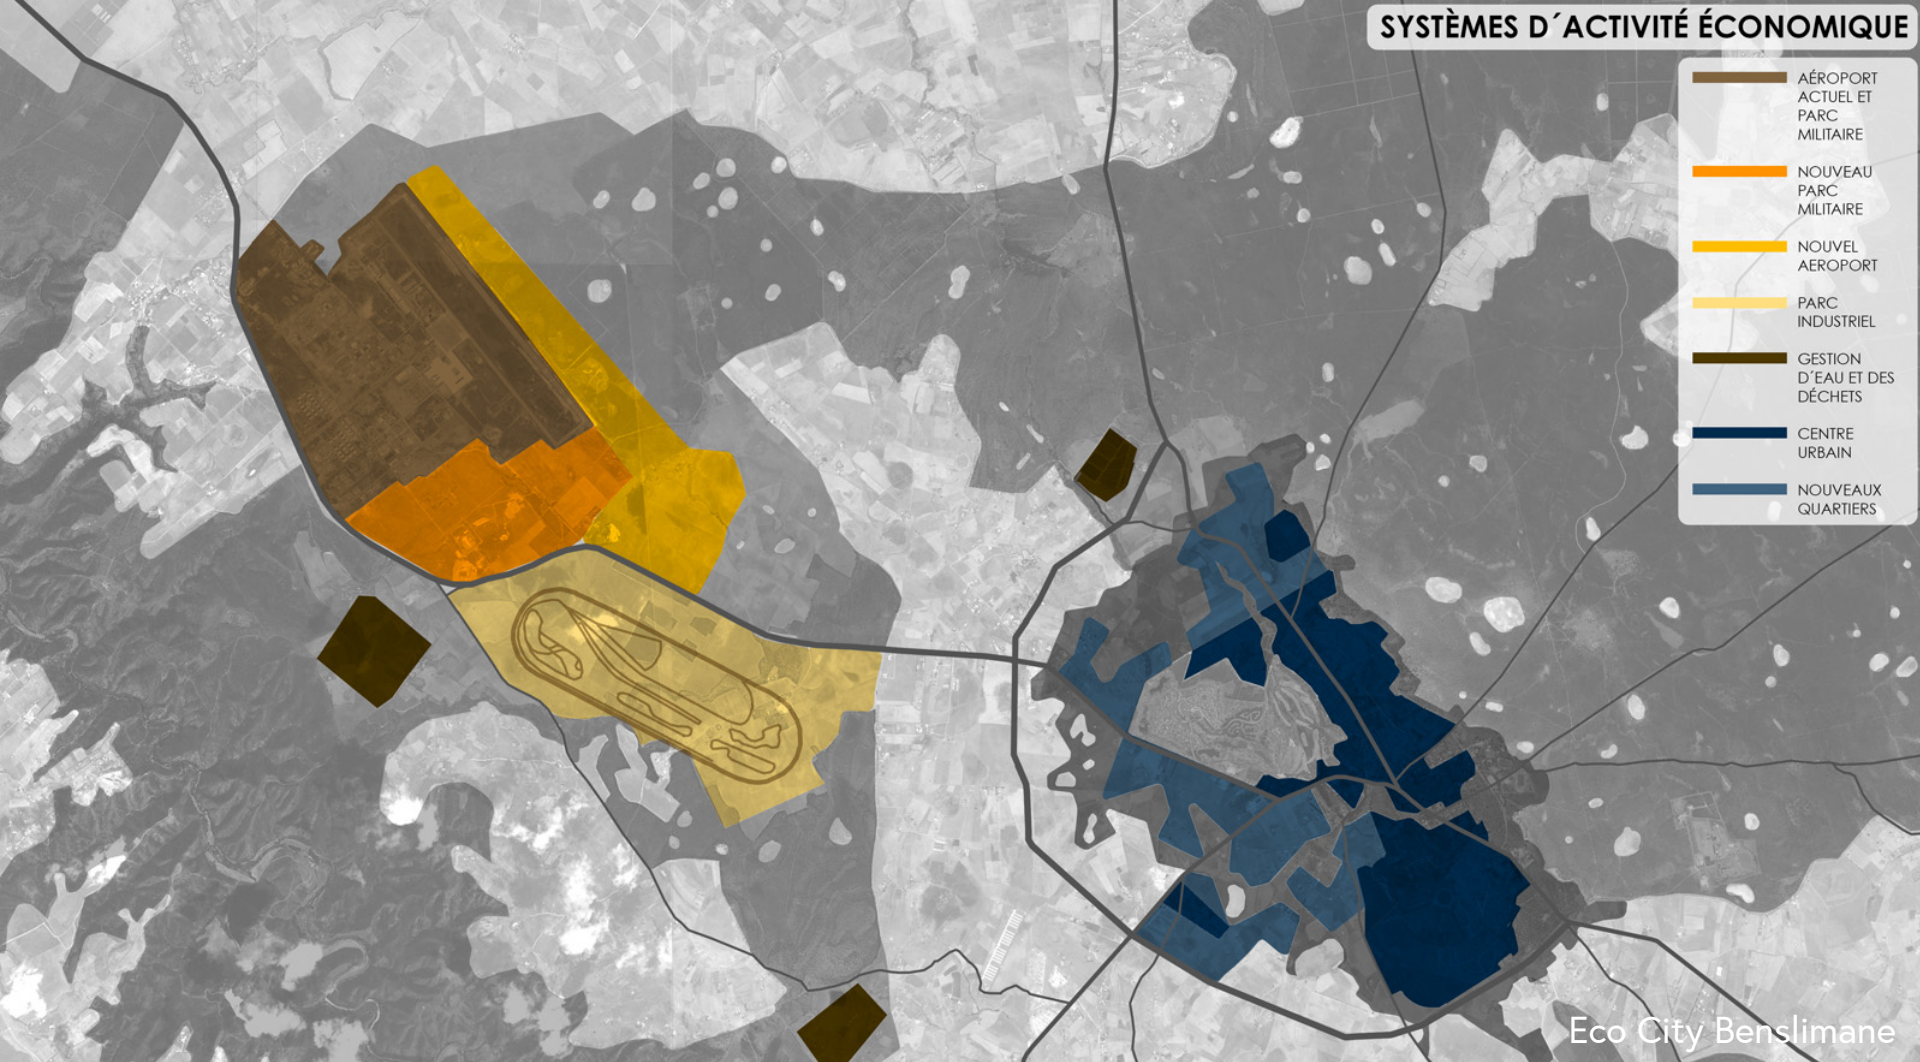 SYSTÈMES D´ACTIVITÉ ÉCONOMIQUE
AÉROPORT
ACTUEL ET
PARC
MILITAIRE
NOUVEAU
PARC
MILITAIRE
NOUVEL
AEROPORT
PARC
INDUSTRIEL
GESTION
D´EAU ET DES
DÉCHETS
CENTRE
URBAIN
NOUVEAUX
QUARTIERS
Eco City Benslimane